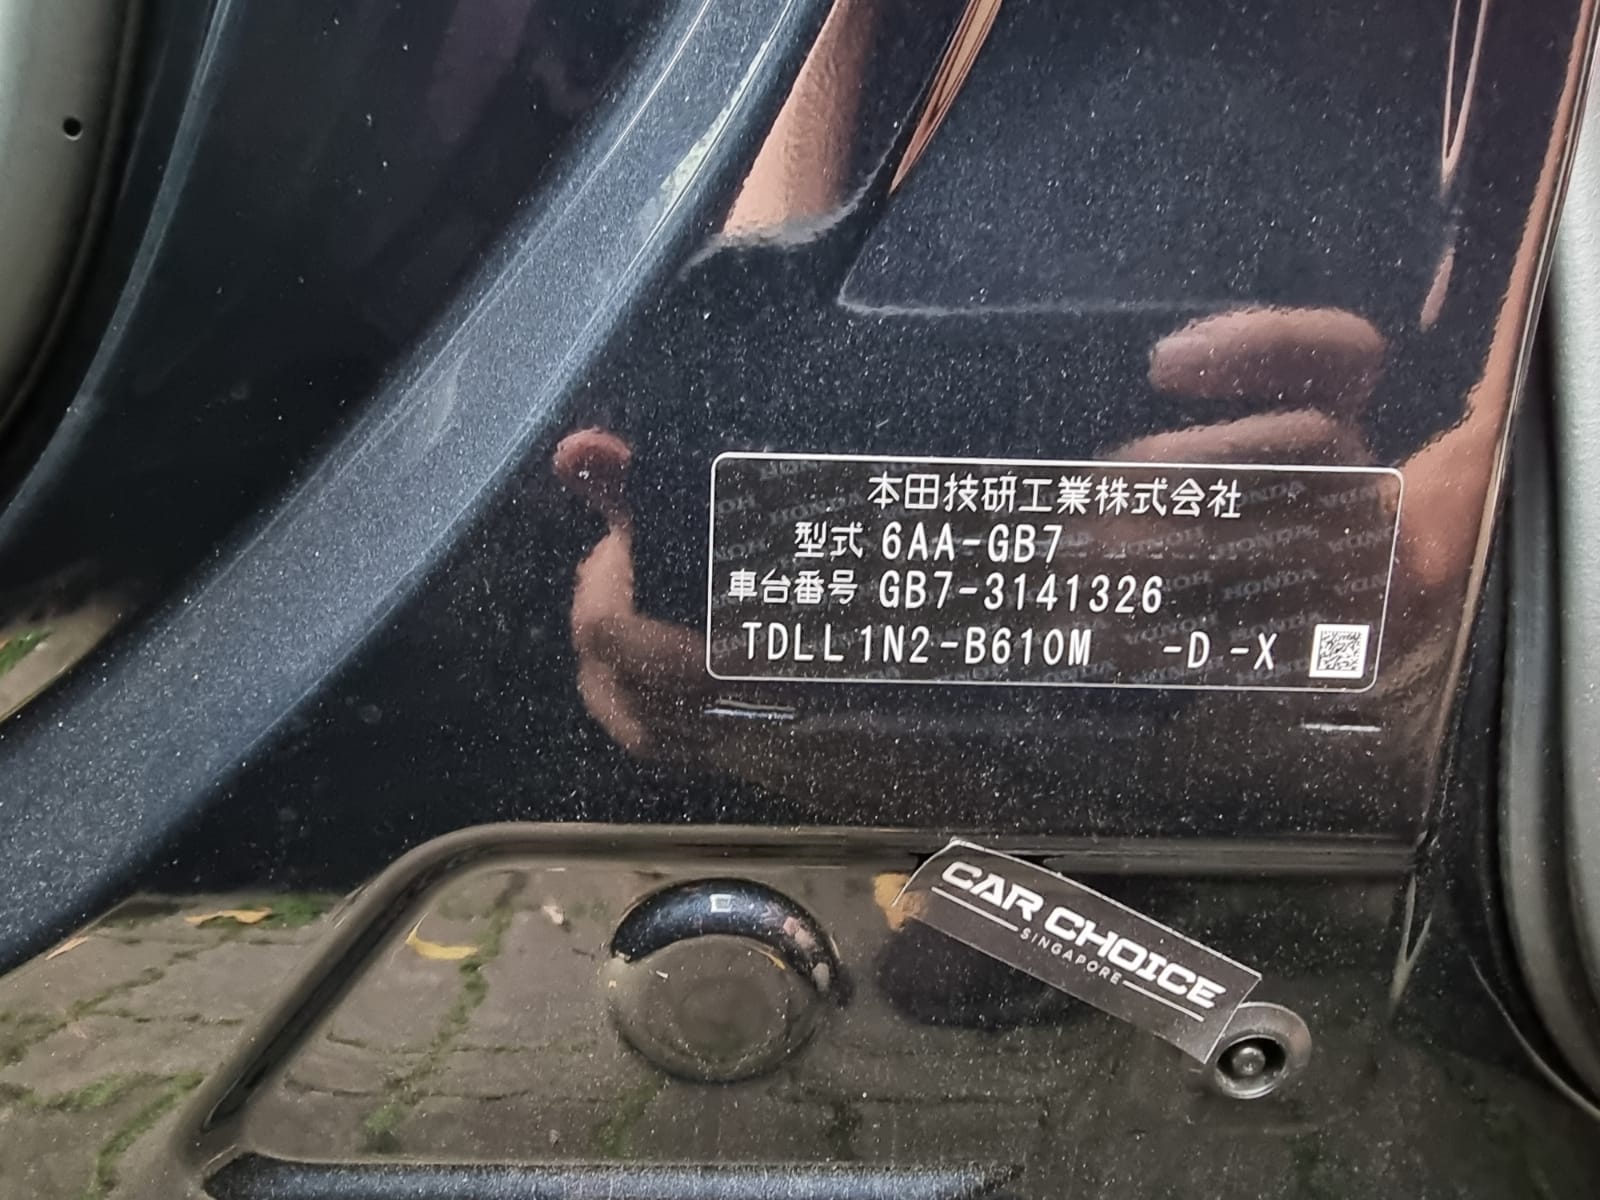 本田技研工業株式会社
型式 6AA-GB7
車台番号 GB7-3141326
TDLL1N2-B610M -D -X
CAR CHOICE
SINGAPORE